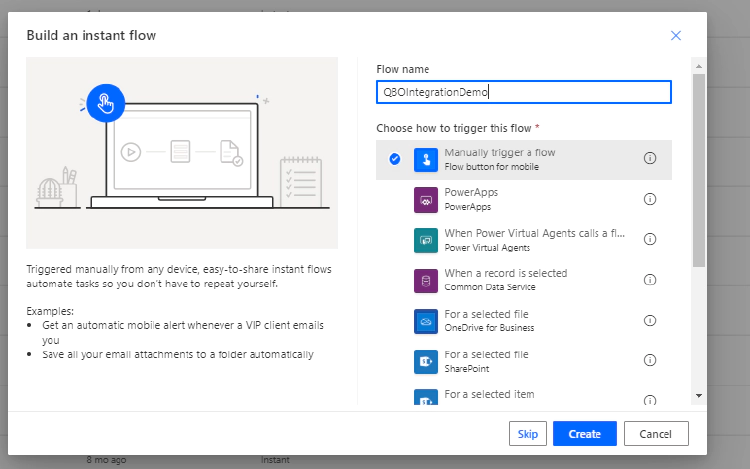 Build an instant flow
Flow name
QBOIntegrationDemo
Choose how to trigger this flow *
Manually trigger a flow
Flow button for mobile
PowerApps
PowerApps
When Power Virtual Agents calls a fl...
Power Virtual Agents
When a record is selected
Common Data Service
For a selected file
OneDrive for Business
For a selected file
SharePoint
For a selected item
Triggered manually from any device, easy-to-share instant flows
automate tasks so you don't have to repeat yourself.
Examples:
• Get an automatic mobile alert whenever a VIP client emails
you
• Save all your email attachments to a folder automatically
Skip
Create
Cancel
8 mo ago
Instant